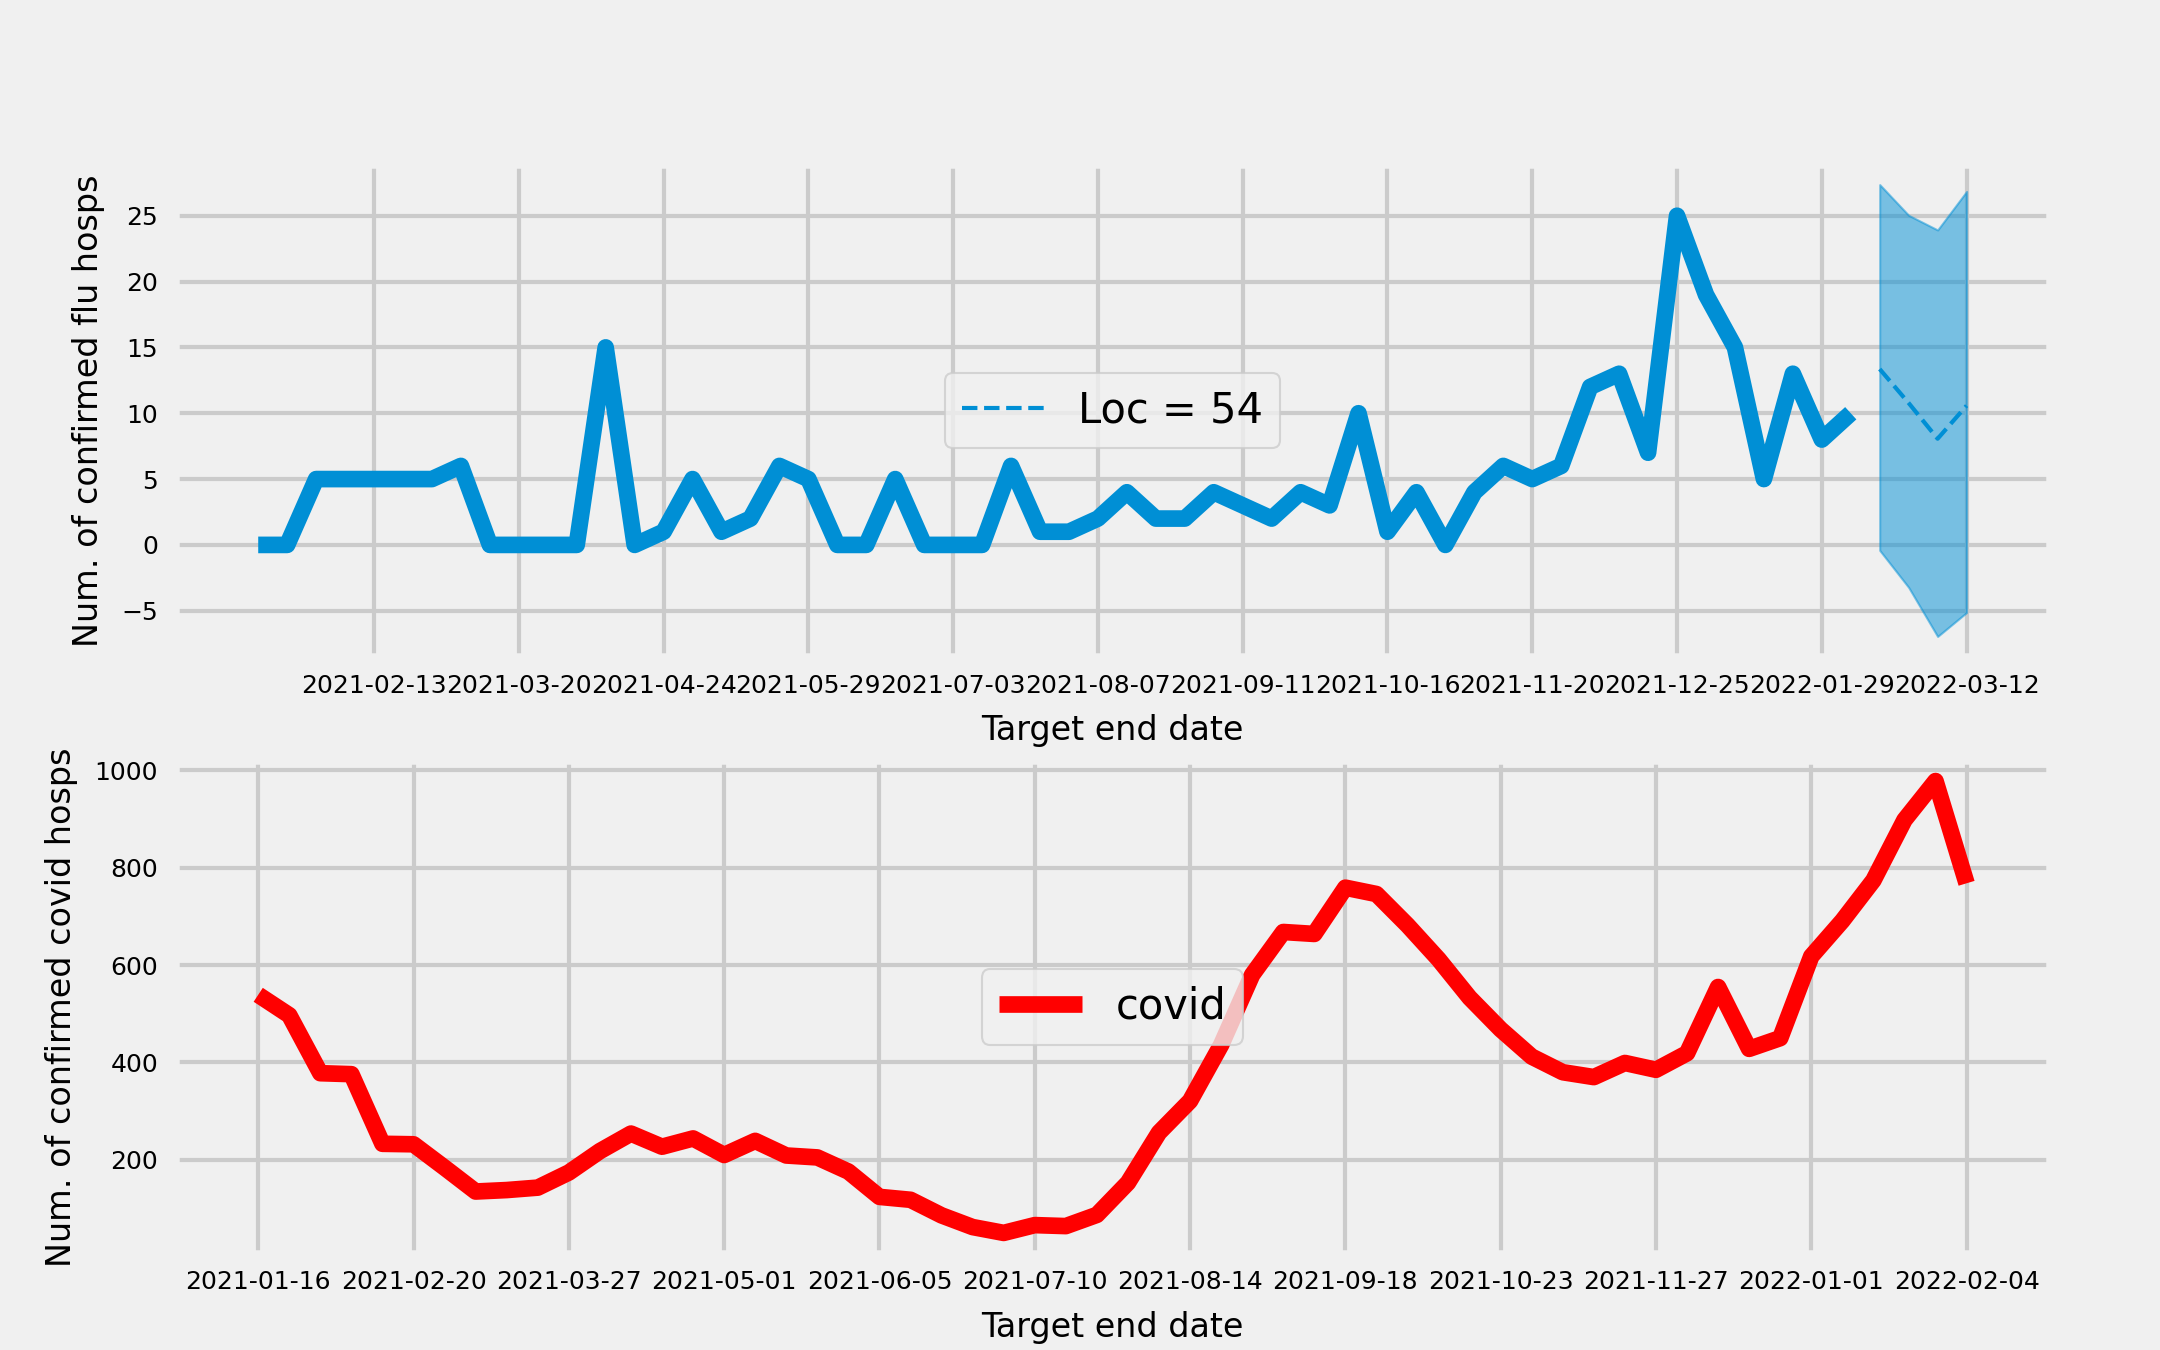 Num. of confirmed flu hosps
25
20
15
10
5
0
−5
Loc = 54
2021-02-13 2021-03-20 2021-04-24 2021-05-29 2021-07-03 2021-08-07 2021-09-11 2021-10-16 2021-11-20 2021-12-25 2022-01-29 2022-03-12
Target end date
Num. of confirmed covid hosps
1000
800
600
400
200
covid
2021-01-16 2021-02-20 2021-03-27 2021-05-01 2021-06-05 2021-07-10 2021-08-14 2021-09-18 2021-10-23 2021-11-27 2022-01-01 2022-02-04
Target end date